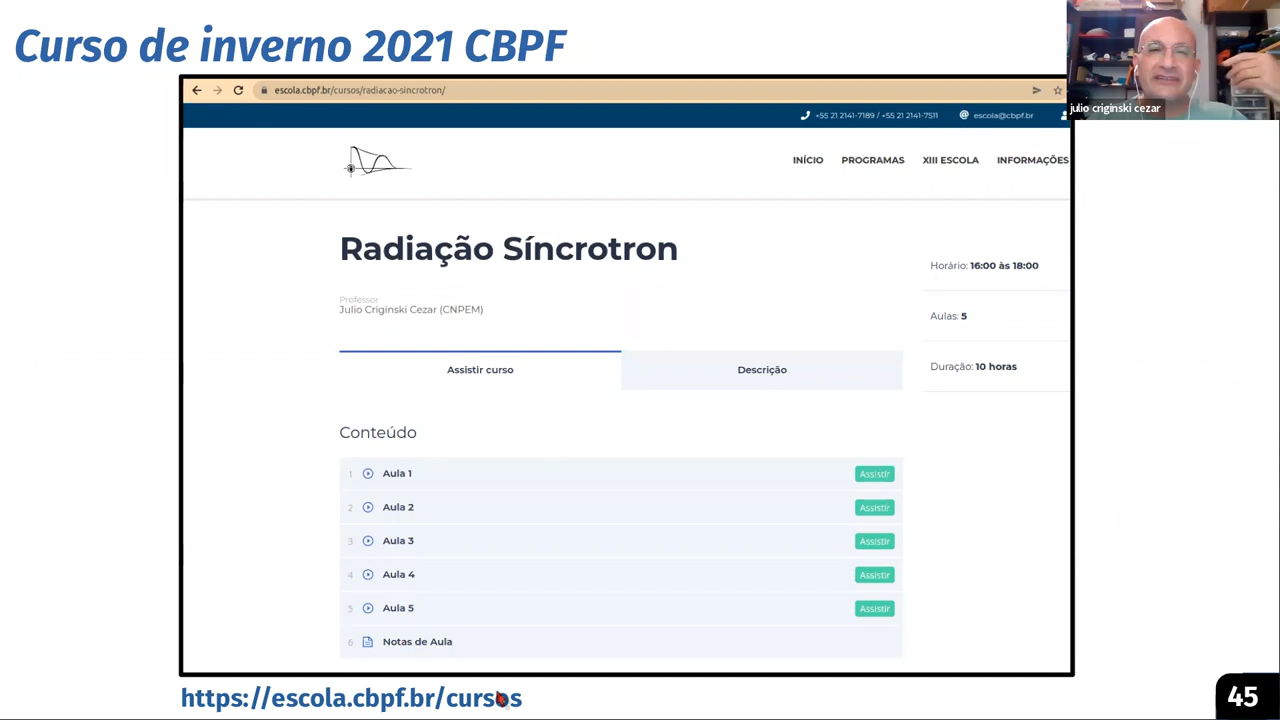 Curso de inverno 2021 CBPF
julio criginski cezar
escola.cbpf.br/cursos/radiacao-sincrotron/
+55 21 2141-7189 / +55 21 2141-7511 escola@cbpf.br
INÍCIO PROGRAMAS XIII ESCOLA INFORMAÇÕES
Radiação Síncrotron
Horário: 16:00 às 18:00
Professor
Julio Criginski Cezar (CNPEM)
Aulas: 5
Assistir curso Descrição
Duração: 10 horas
Conteúdo
1 Aula 1 Assistir
2 Aula 2 Assistir
3 Aula 3 Assistir
4 Aula 4 Assistir
5 Aula 5 Assistir
6 Notas de Aula
https://escola.cbpf.br/cursos
45